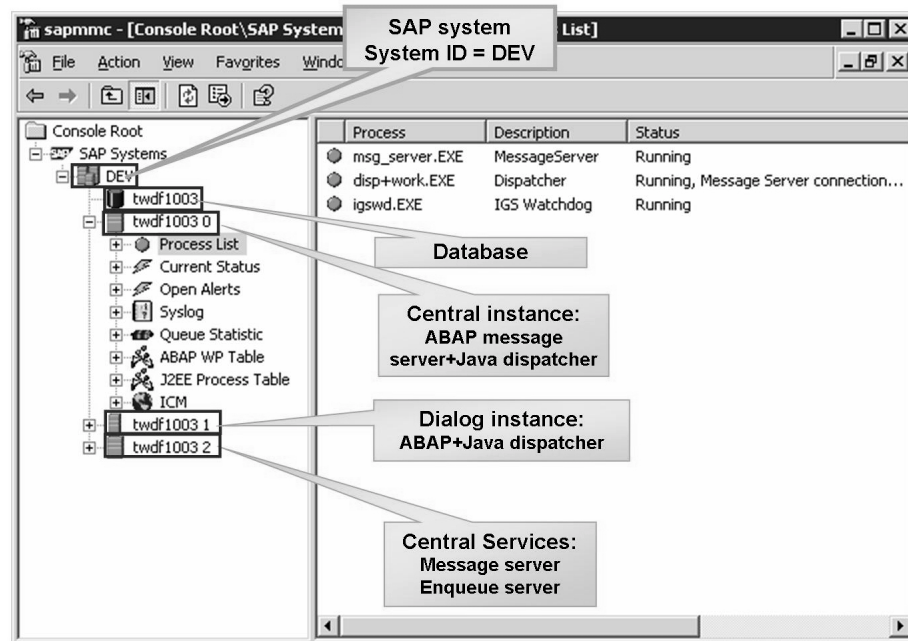 sapmmc - [Console Root\SAP System
List]
SAP system
System ID = DEV
File Action View Favorites Windo
Console Root
SAP Systems
DEV
twdf1003
twdf1003 0
Process List
Current Status
Open Alerts
Syslog
Queue Statistic
ABAP WP Table
J2EE Process Table
ICM
twdf1003 1
twdf1003 2
Process Description Status
msg_server.EXE MessageServer Running
disp+work.EXE Dispatcher Running, Message Server connection...
igswd.EXE IGS Watchdog Running
Database
Central instance:
ABAP message
server+Java dispatcher
Dialog instance:
ABAP+Java dispatcher
Central Services:
Message server
Enqueue server